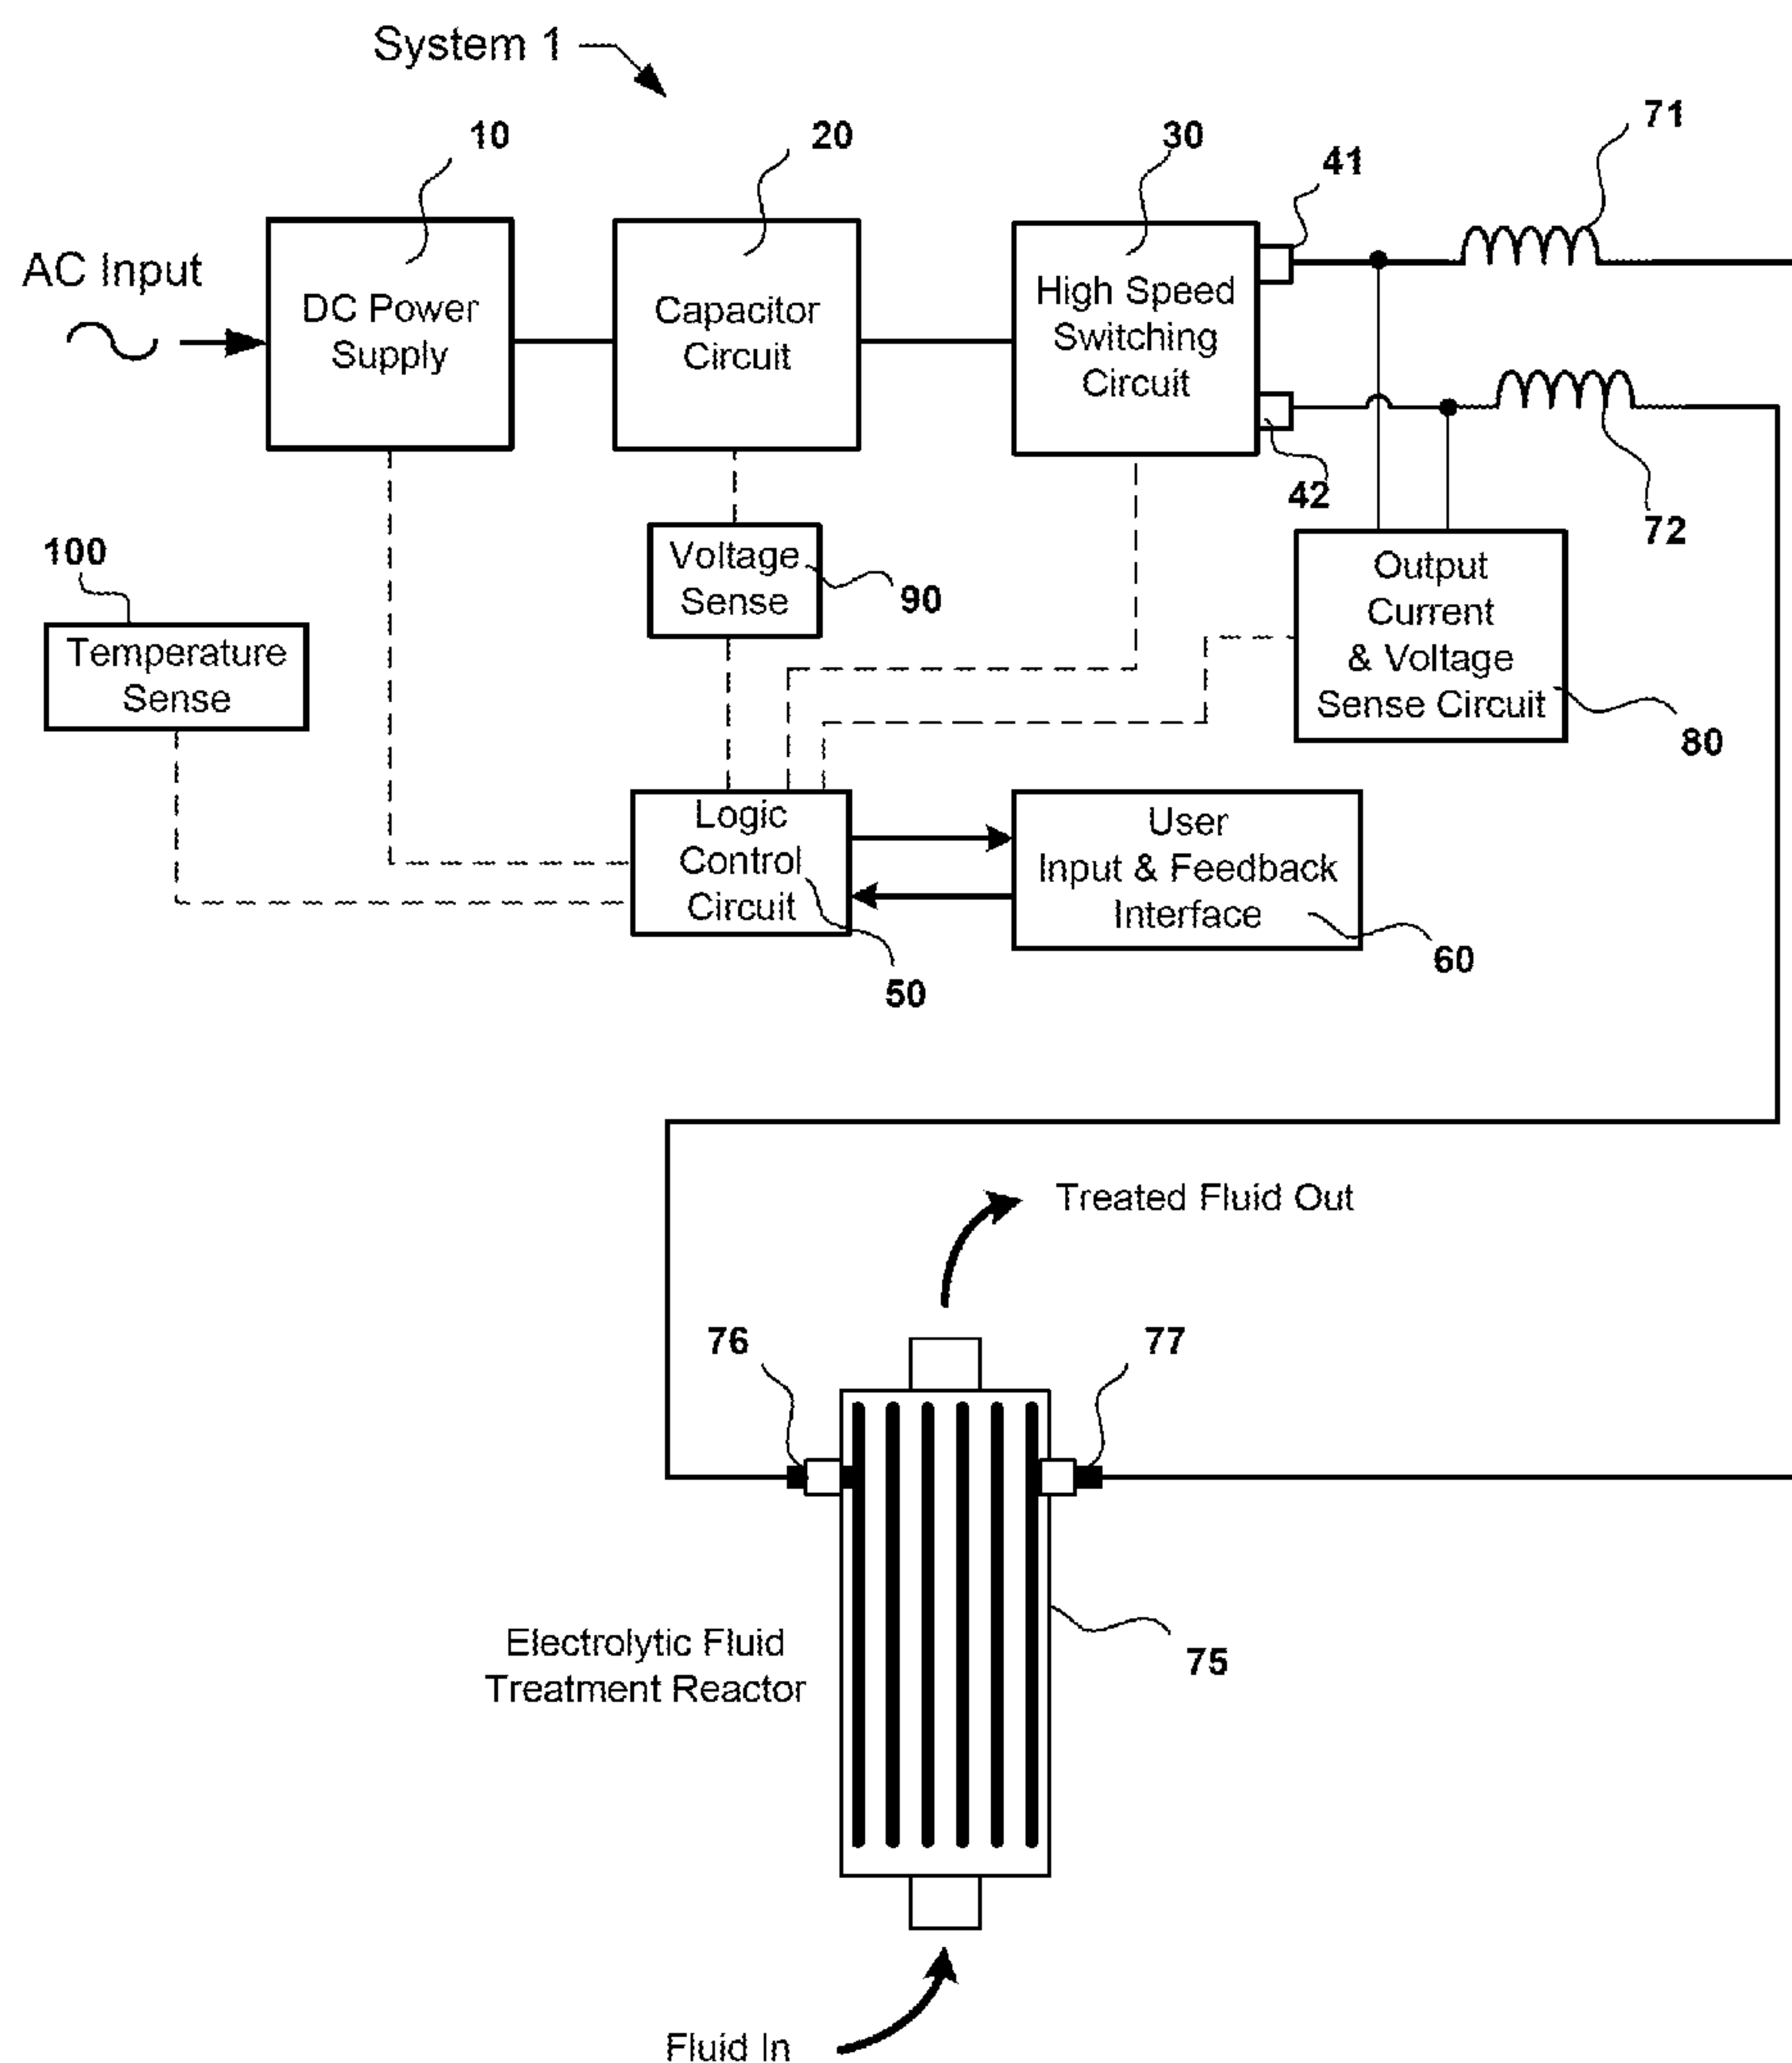 System 1
10
20
30
41
71
AC Input
DC Power
Supply
Capacitor
Circuit
High Speed
Switching
Circuit
42
72
100
Temperature
Sense
Voltage
Sense
90
Output
Current
& Voltage
Sense Circuit
80
Logic
Control
Circuit
50
User
Input & Feedback
Interface
60
Treated Fluid Out
76
77
Electrolytic Fluid
Treatment Reactor
75
Fluid In